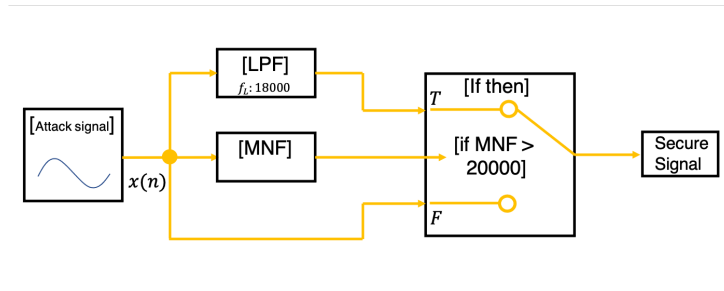 [Attack signal]
x(n)
[LPF]
f_L: 18000
[MNF]
[If then]
T
[if MNF >
20000]
F
Secure
Signal